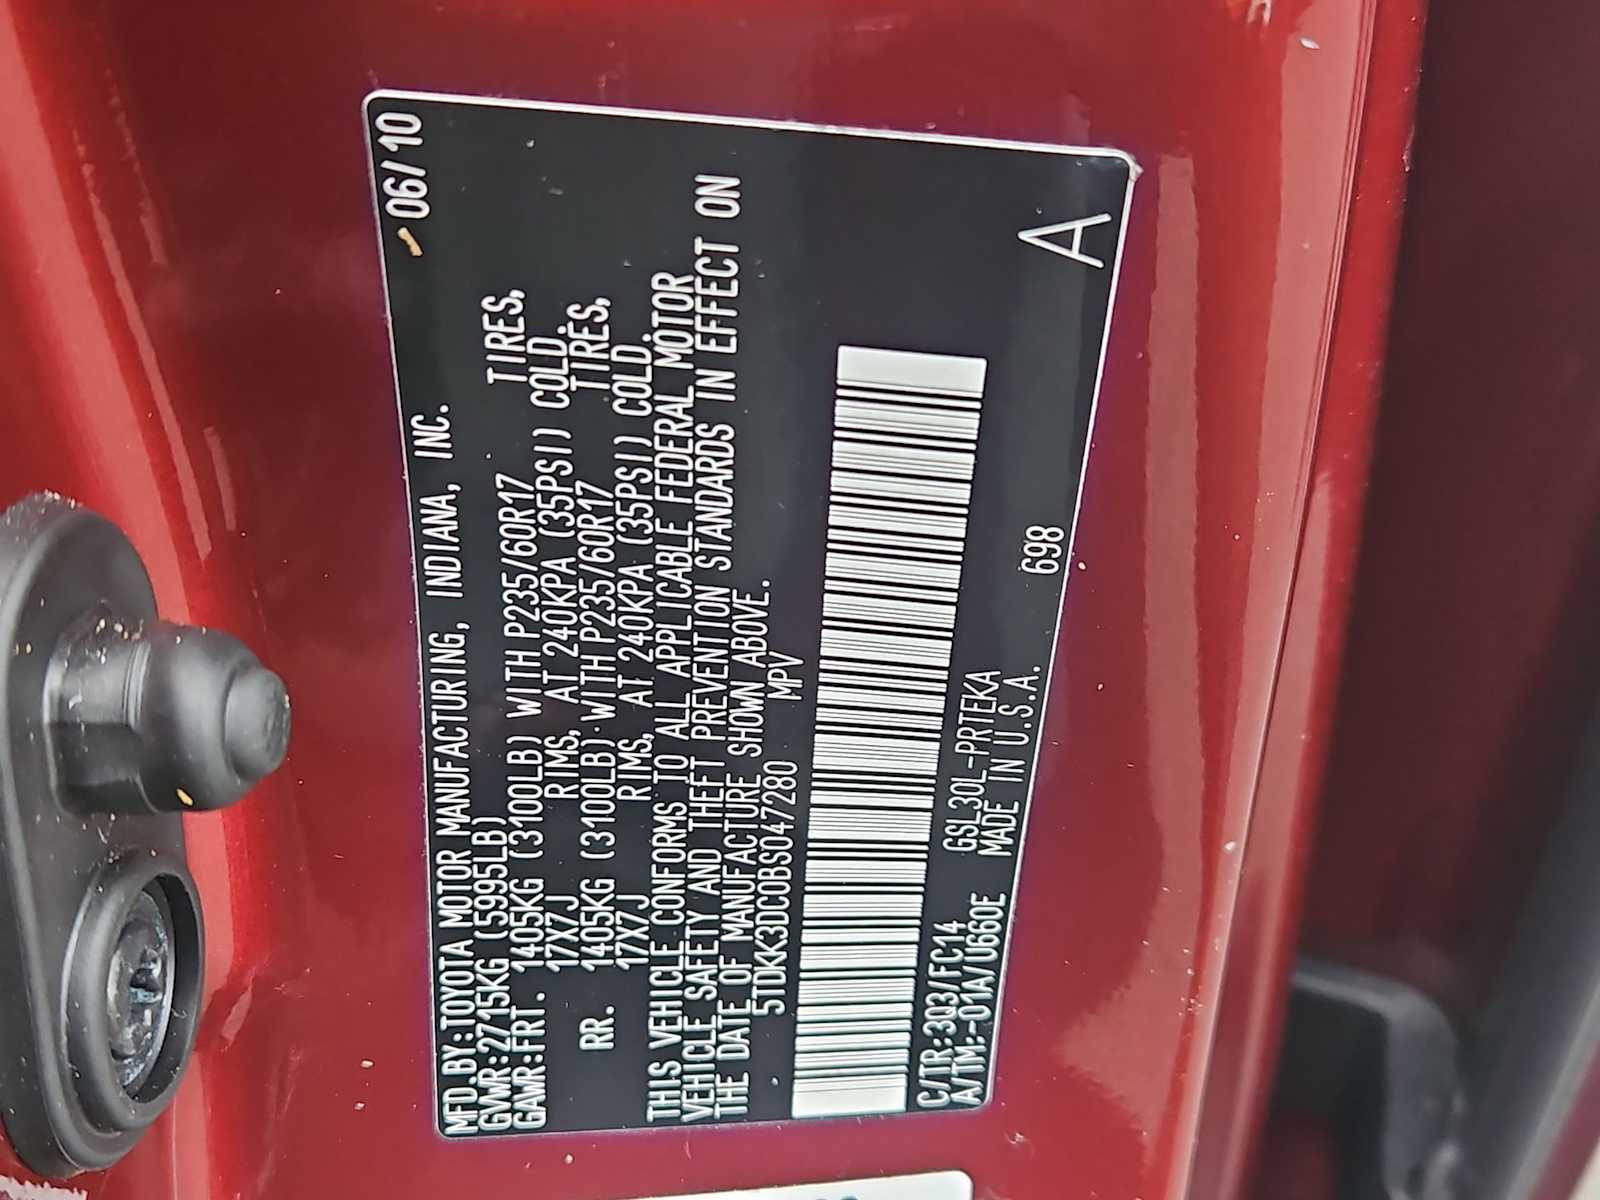 MFD.BY:TOYOTA MOTOR MANUFACTURING, INDIANA, INC. 06/10
GVWR:2715KG (5995LB)
GAWR:FRT. 1405KG (3100LB) WITH P235/60R17 TIRES,
17X7J RIMS, AT 240KPA (35PSI) COLD.
RR. 1405KG (3100LB) WITH P235/60R17 TIRES,
17X7J RIMS, AT 240KPA (35PSI) COLD.
THIS VEHICLE CONFORMS TO ALL APPLICABLE FEDERAL MOTOR
VEHICLE SAFETY AND THEFT PREVENTION STANDARDS IN EFFECT ON
THE DATE OF MANUFACTURE SHOWN ABOVE.
5TDKK3DC0BS047280 MPV
C/TR:3Q3/FC14 GSL30L-PRTEKA 698
A/TM:-01A/U660E MADE IN U.S.A.
A